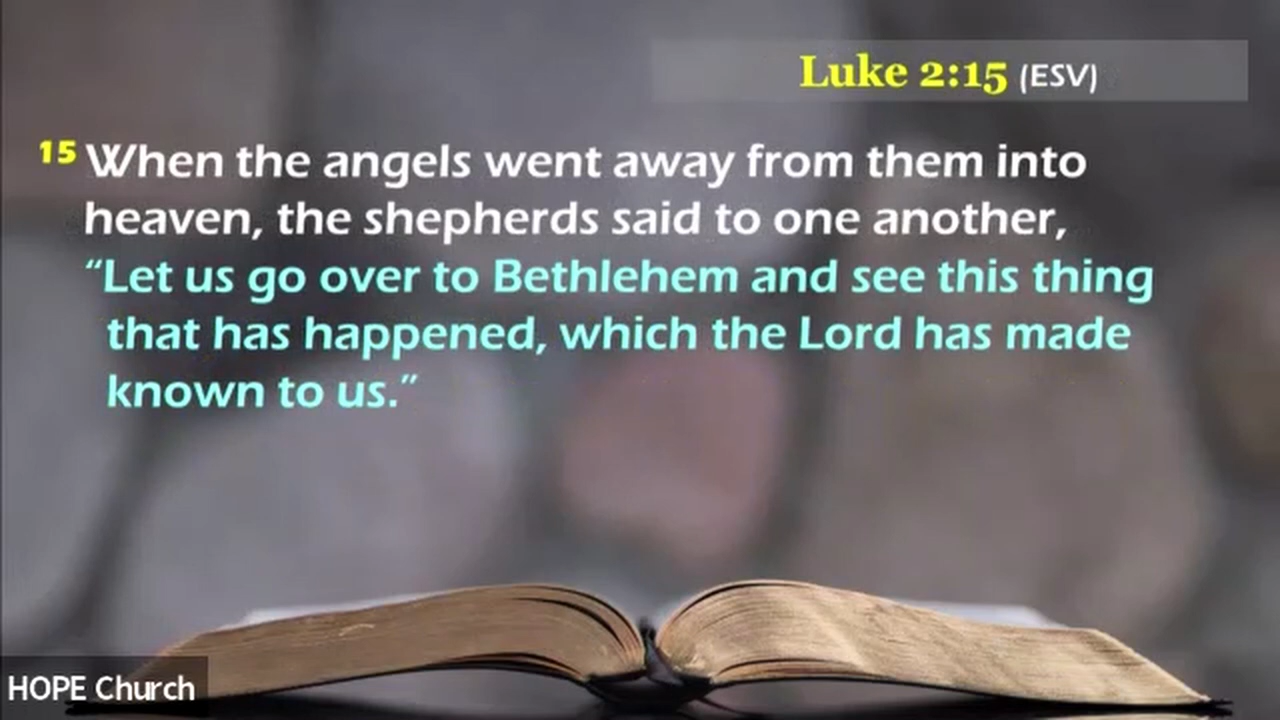 Luke 2:15 (ESV)
15 When the angels went away from them into
heaven, the shepherds said to one another,
“Let us go over to Bethlehem and see this thing
that has happened, which the Lord has made
known to us.”
HOPE Church